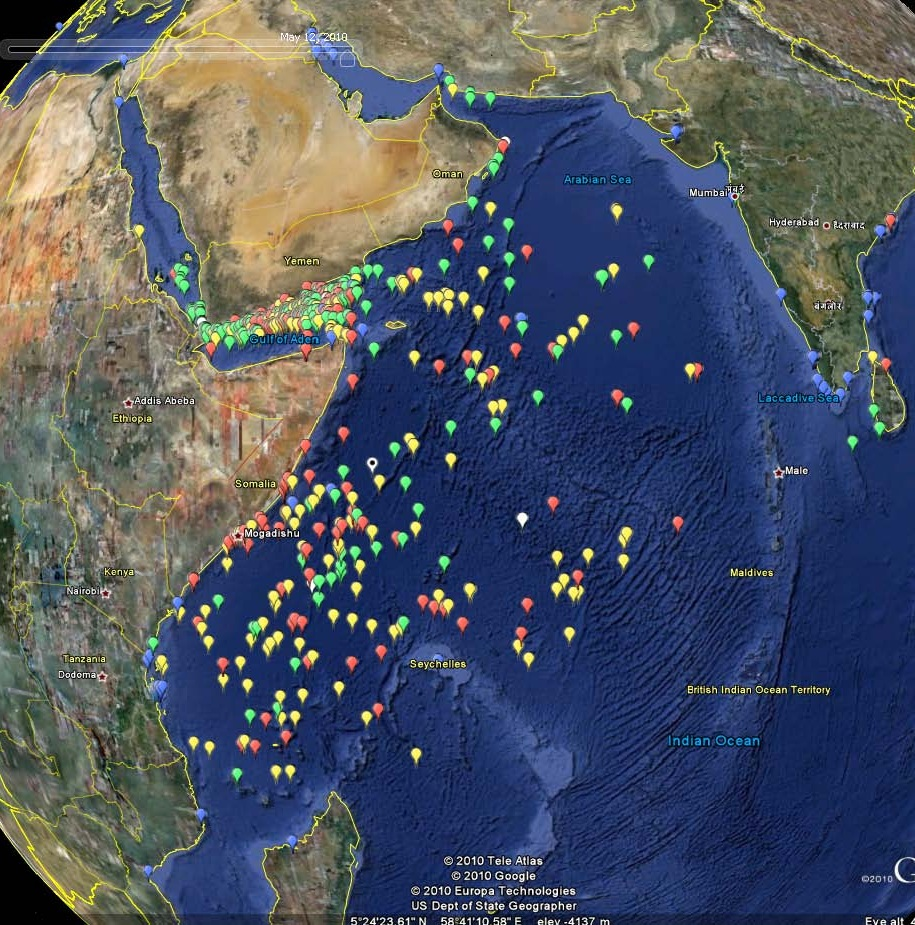 May 12, 2010
Oman
Arabian Sea
Mumbai
मुंबई
Hyderabad
Yemen
Gulf of Aden
Addis Abeba
Ethiopia
Laccadive Sea
Male
Somalia
Mogadishu
Kenya
Nairobi
Maldives
Tanzania
Dodoma
Seychelles
British Indian Ocean Territory
Indian Ocean
© 2010 Tele Atlas
© 2010 Google
© 2010 Europa Technologies
US Dept of State Geographer
©2010 G
5°24'23.61" N 58°41'10.58" E elev -4137 m
Eye alt